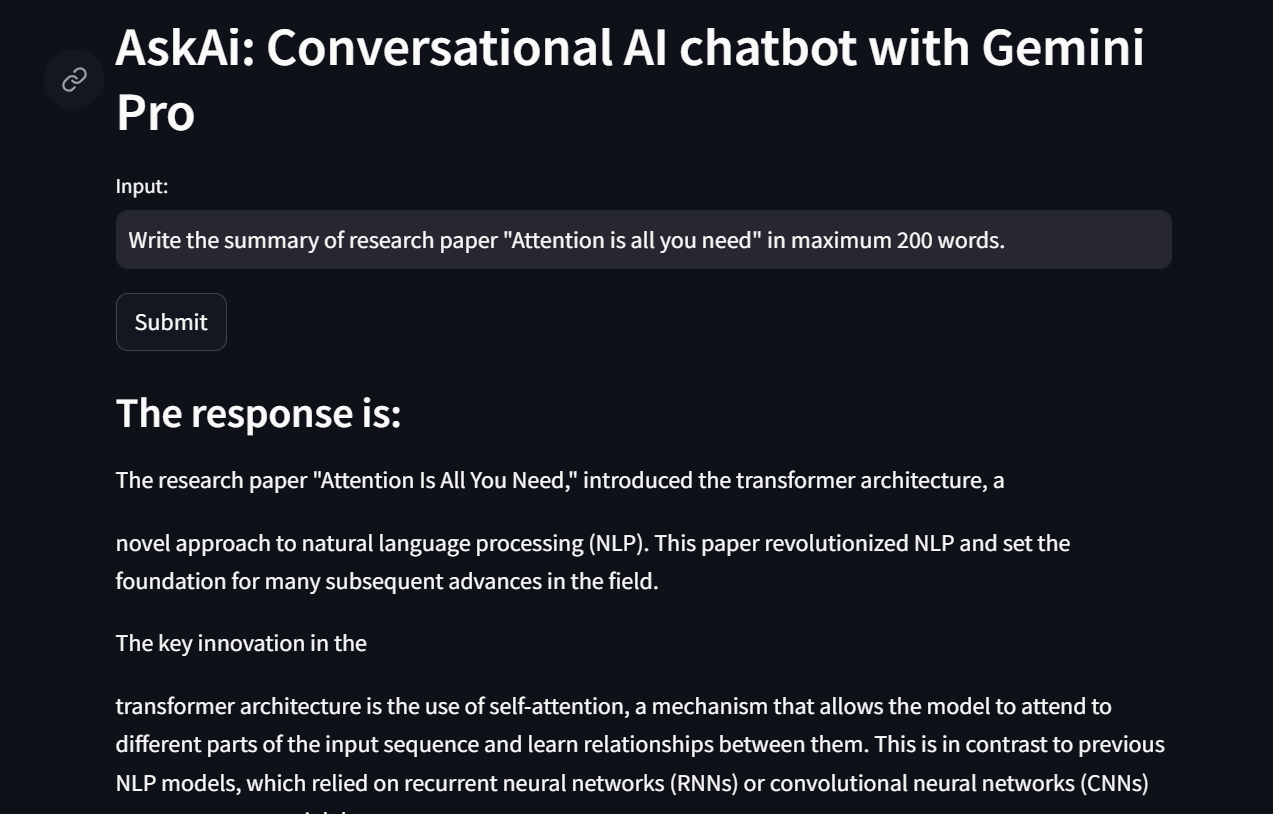 AskAi: Conversational AI chatbot with Gemini
Pro
Input:
Write the summary of research paper "Attention is all you need" in maximum 200 words.
Submit
The response is:
The research paper "Attention Is All You Need," introduced the transformer architecture, a
novel approach to natural language processing (NLP). This paper revolutionized NLP and set the
foundation for many subsequent advances in the field.
The key innovation in the
transformer architecture is the use of self-attention, a mechanism that allows the model to attend to
different parts of the input sequence and learn relationships between them. This is in contrast to previous
NLP models, which relied on recurrent neural networks (RNNs) or convolutional neural networks (CNNs)